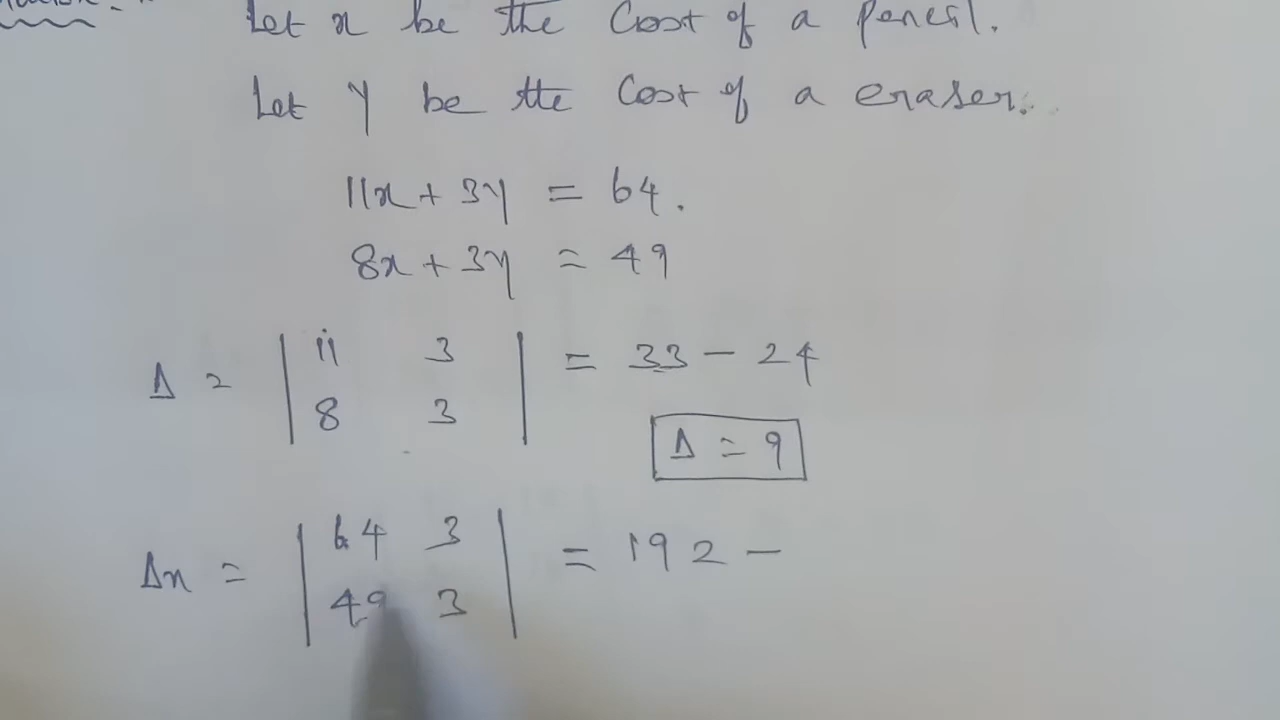 Let x be the Cost of a Pencil.
Let y be the Cost of a eraser.
11x + 3y = 64.
8x + 3y = 49
Δ = | 11 3 | = 33 - 24
| 8 3 |
Δ = 9
Δx = | 64 3 | = 192 -
| 49 3 |